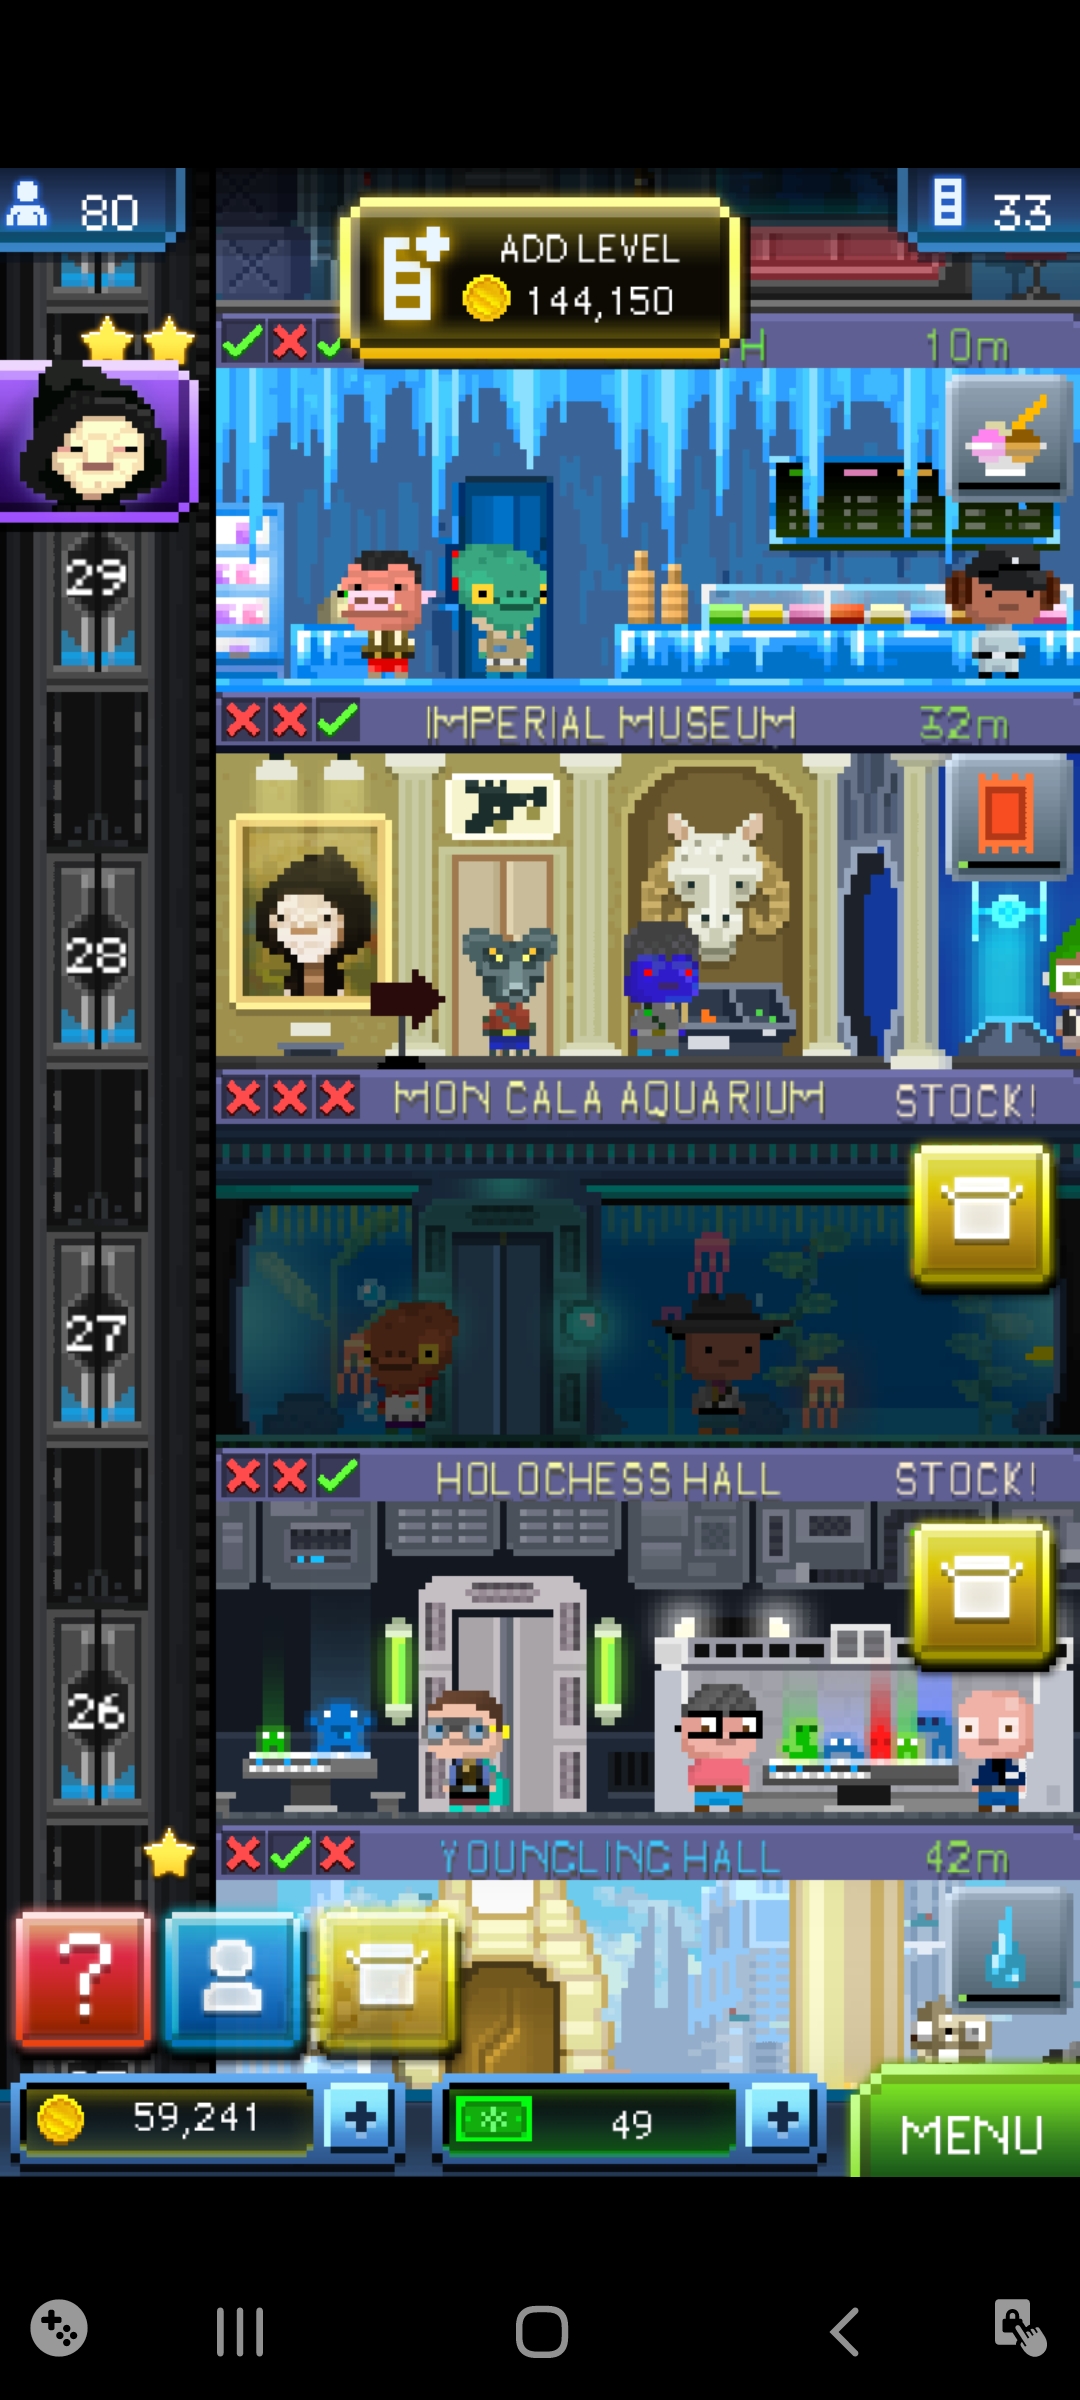 80
ADD LEVEL
144,150
33
H 10m
29
IMPERIAL MUSEUM 32m
28
MON CALA AQUARIUM STOCK!
27
HOLOCHESS HALL STOCK!
26
YOUNGLING HALL 42m
?
59,241 + 49 + MENU